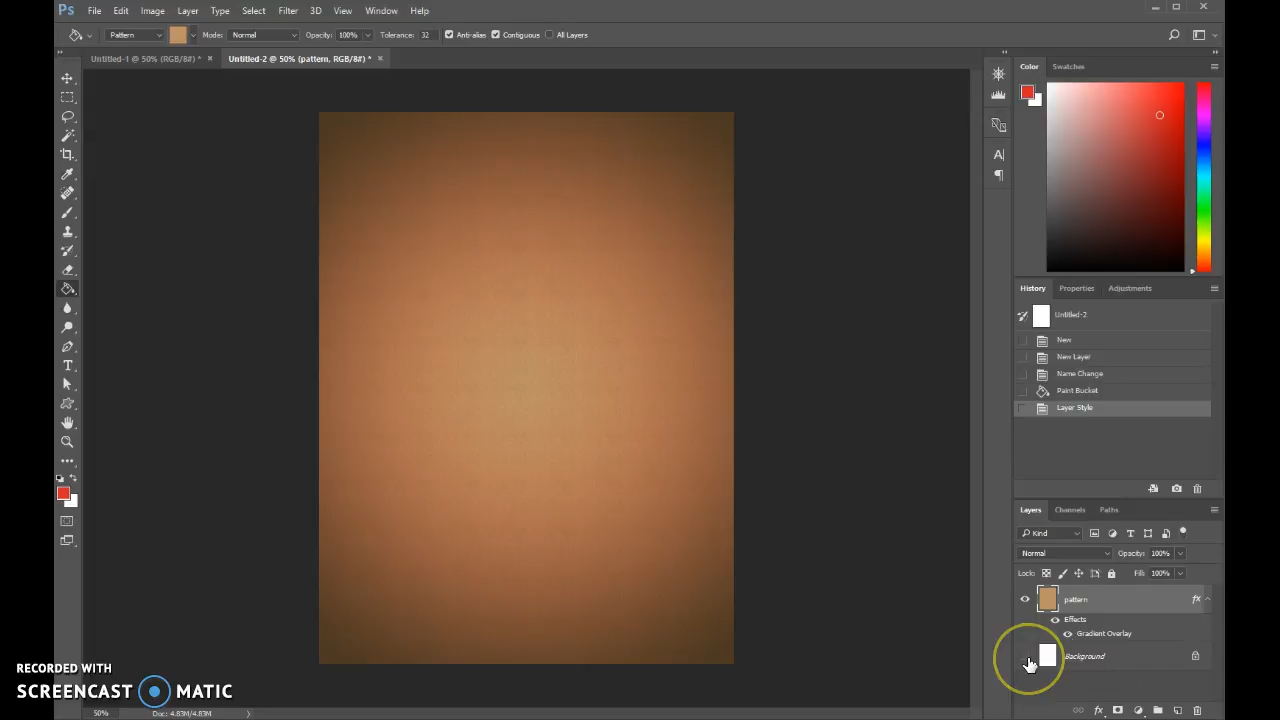 Ps File Edit Image Layer Type Select Filter 3D View Window Help
Pattern Mode: Normal Opacity: 100% Tolerance: 32 Anti-alias Contiguous All Layers
Untitled-1 @ 50% (RGB/8#) * × Untitled-2 @ 50% (pattern, RGB/8#) * ×
Color Swatches
History Properties Adjustments
Untitled-2
New
New Layer
Name Change
Paint Bucket
Layer Style
Layers Channels Paths
Kind
Normal Opacity: 100%
Lock: Fill: 100%
pattern fx
Effects
Gradient Overlay
Background
RECORDED WITH
SCREENCAST MATIC
50% Doc: 4.83M/4.83M